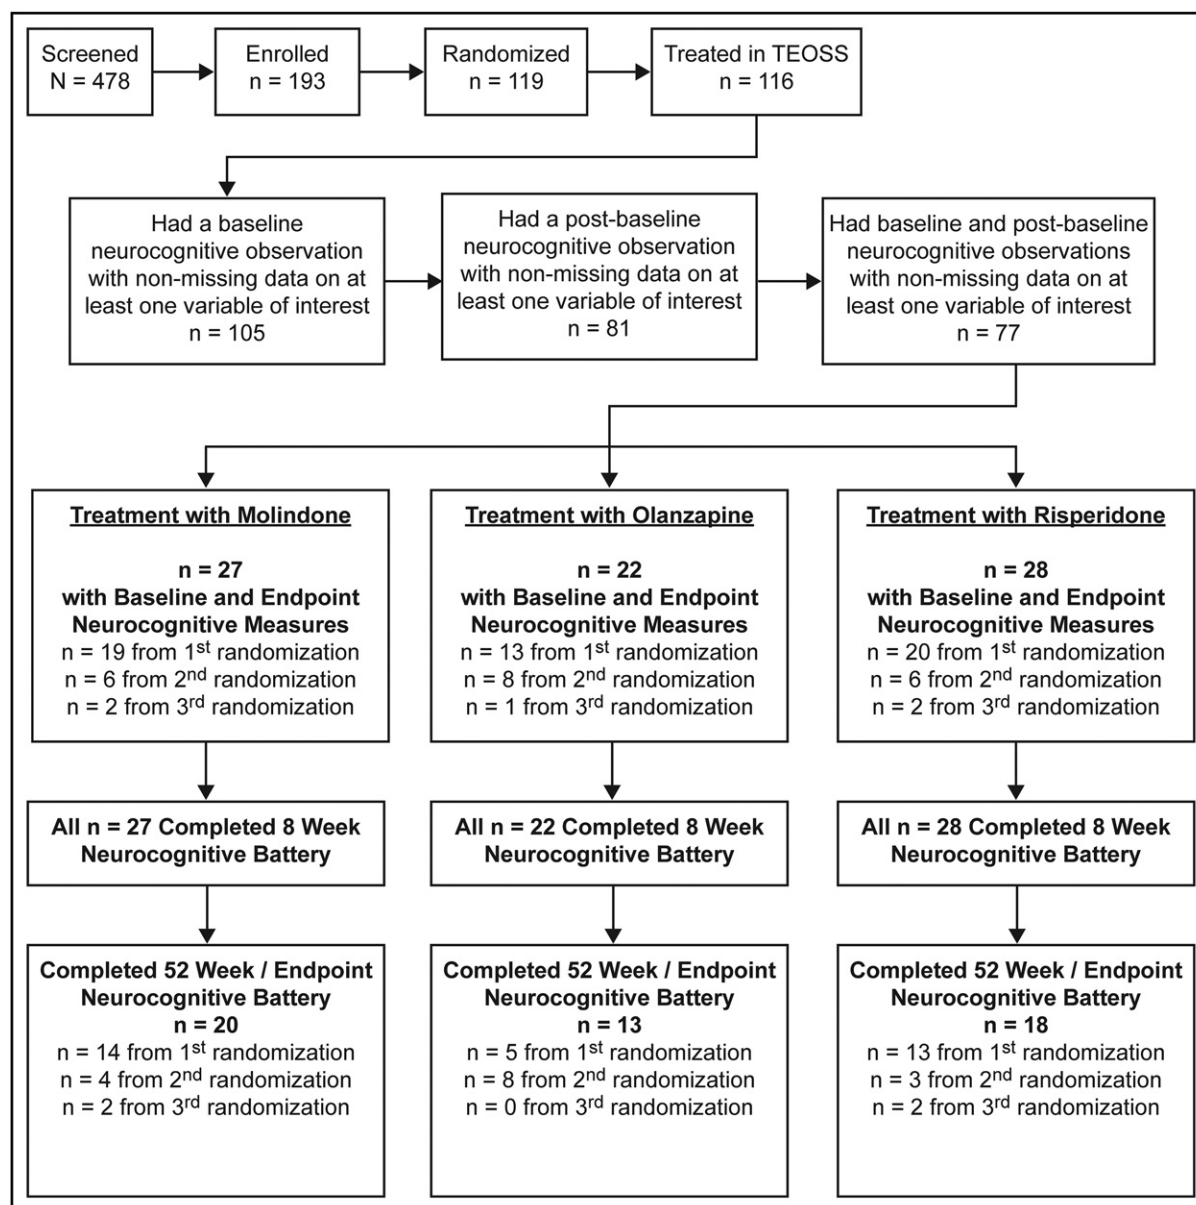 Screened
N = 478
Enrolled
n = 193
Randomized
n = 119
Treated in TEOSS
n = 116
Had a baseline
neurocognitive observation
with non-missing data on at
least one variable of interest
n = 105
Had a post-baseline
neurocognitive observation
with non-missing data on at
least one variable of interest
n = 81
Had baseline and post-baseline
neurocognitive observations
with non-missing data on at
least one variable of interest
n = 77
Treatment with Molindone
n = 27
with Baseline and Endpoint
Neurocognitive Measures
n = 19 from 1st randomization
n = 6 from 2nd randomization
n = 2 from 3rd randomization
Treatment with Olanzapine
n = 22
with Baseline and Endpoint
Neurocognitive Measures
n = 13 from 1st randomization
n = 8 from 2nd randomization
n = 1 from 3rd randomization
Treatment with Risperidone
n = 28
with Baseline and Endpoint
Neurocognitive Measures
n = 20 from 1st randomization
n = 6 from 2nd randomization
n = 2 from 3rd randomization
All n = 27 Completed 8 Week
Neurocognitive Battery
All n = 22 Completed 8 Week
Neurocognitive Battery
All n = 28 Completed 8 Week
Neurocognitive Battery
Completed 52 Week / Endpoint
Neurocognitive Battery
n = 20
n = 14 from 1st randomization
n = 4 from 2nd randomization
n = 2 from 3rd randomization
Completed 52 Week / Endpoint
Neurocognitive Battery
n = 13
n = 5 from 1st randomization
n = 8 from 2nd randomization
n = 0 from 3rd randomization
Completed 52 Week / Endpoint
Neurocognitive Battery
n = 18
n = 13 from 1st randomization
n = 3 from 2nd randomization
n = 2 from 3rd randomization